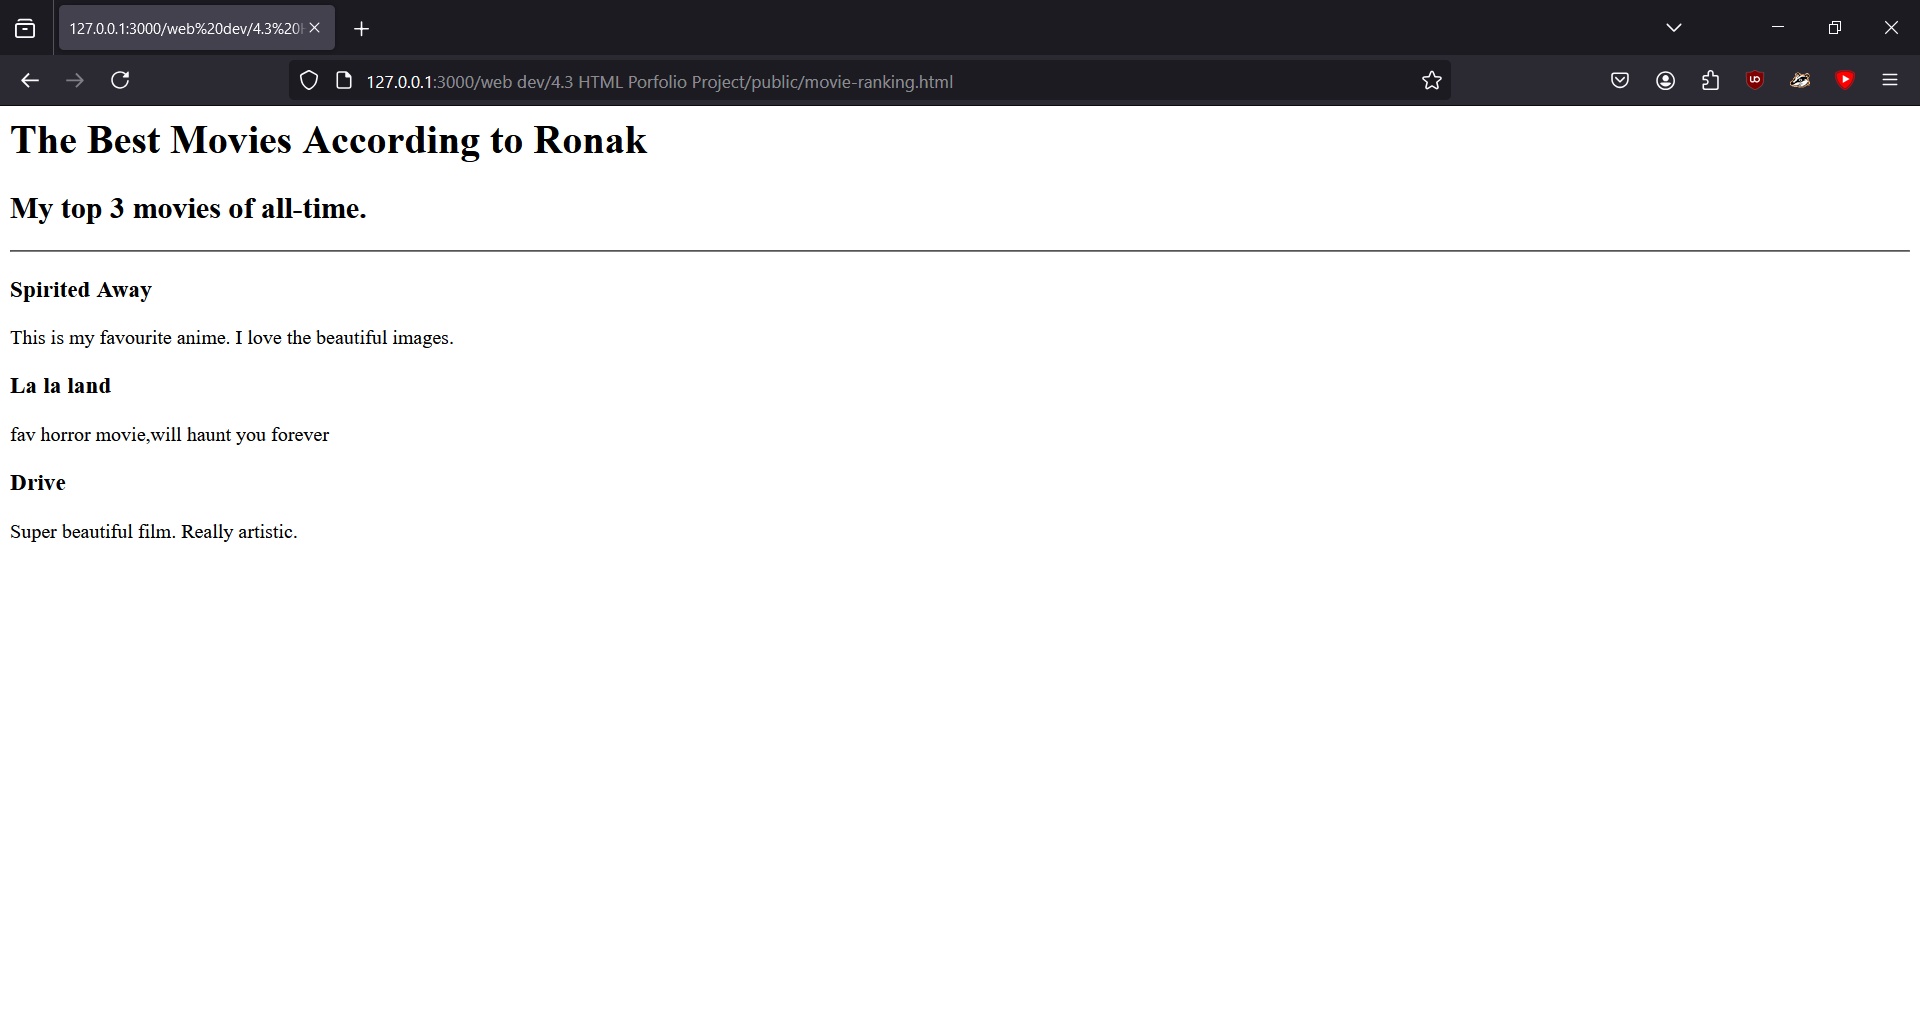 127.0.0.1:3000/web%20dev/4.3%20
127.0.0.1:3000/web dev/4.3 HTML Porfolio Project/public/movie-ranking.html
The Best Movies According to Ronak
My top 3 movies of all-time.
Spirited Away
This is my favourite anime. I love the beautiful images.
La la land
fav horror movie,will haunt you forever
Drive
Super beautiful film. Really artistic.